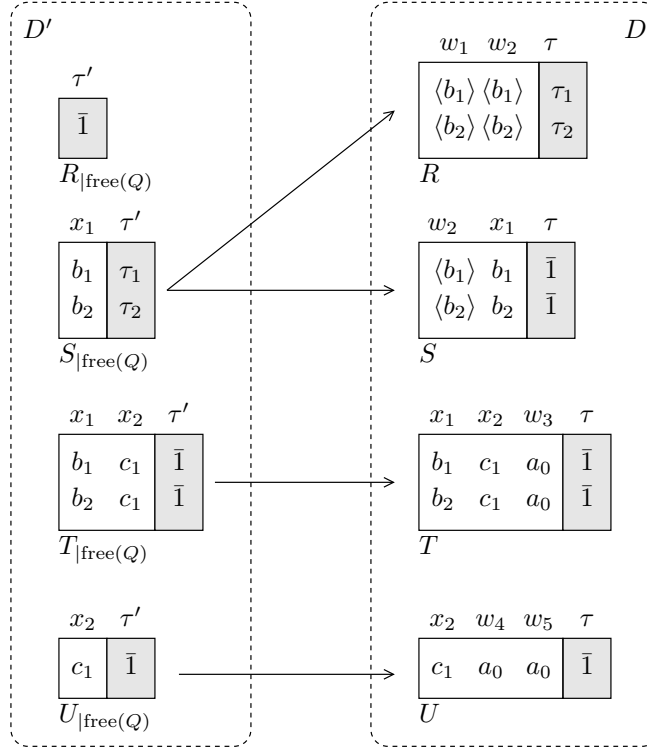 D′
τ′
1̄
R|free(Q)
x₁ τ′
b₁ τ₁
b₂ τ₂
S|free(Q)
x₁ x₂ τ′
b₁ c₁ 1̄
b₂ c₁ 1̄
T|free(Q)
x₂ τ′
c₁ 1̄
U|free(Q)
D
w₁ w₂ τ
⟨b₁⟩ ⟨b₁⟩ τ₁
⟨b₂⟩ ⟨b₂⟩ τ₂
R
w₂ x₁ τ
⟨b₁⟩ b₁ 1̄
⟨b₂⟩ b₂ 1̄
S
x₁ x₂ w₃ τ
b₁ c₁ a₀ 1̄
b₂ c₁ a₀ 1̄
T
x₂ w₄ w₅ τ
c₁ a₀ a₀ 1̄
U